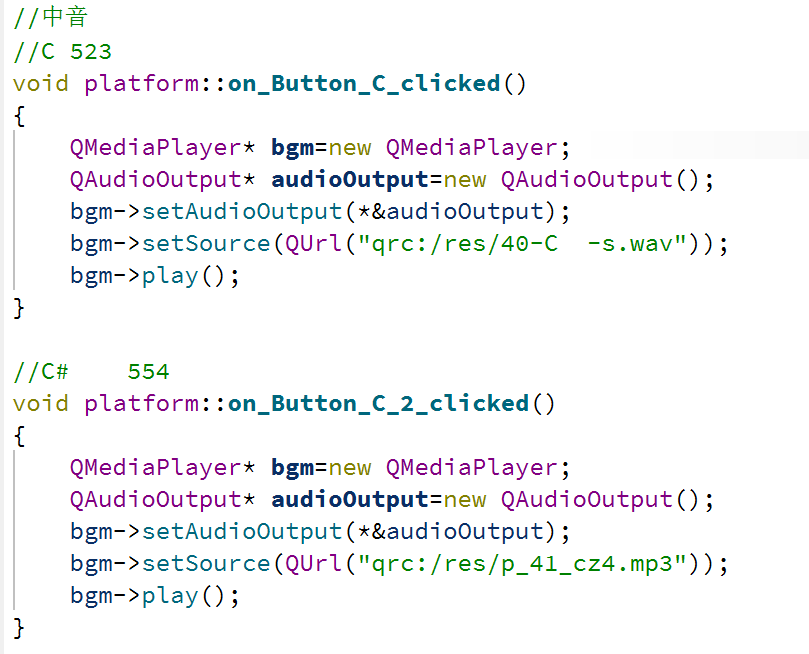 //中音
//C 523
void platform::on_Button_C_clicked()
{
    QMediaPlayer* bgm=new QMediaPlayer;
    QAudioOutput* audioOutput=new QAudioOutput();
    bgm->setAudioOutput(*&audioOutput);
    bgm->setSource(QUrl("qrc:/res/40-C  -s.wav"));
    bgm->play();
}

//C#    554
void platform::on_Button_C_2_clicked()
{
    QMediaPlayer* bgm=new QMediaPlayer;
    QAudioOutput* audioOutput=new QAudioOutput();
    bgm->setAudioOutput(*&audioOutput);
    bgm->setSource(QUrl("qrc:/res/p_41_cz4.mp3"));
    bgm->play();
}